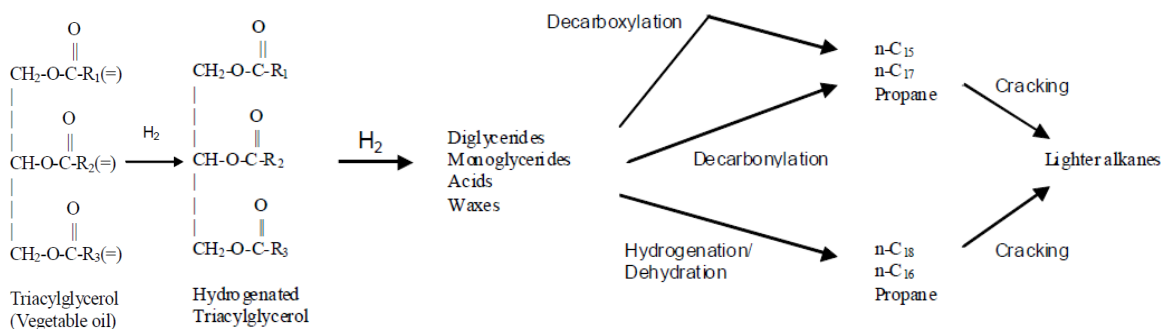 O
||
CH₂-O-C-R₁(=)
O
||
CH-O-C-R₂(=)
O
||
CH₂-O-C-R₃(=)
Triacylglycerol
(Vegetable oil)
H₂
O
||
CH₂-O-C-R₁
O
||
CH-O-C-R₂
O
||
CH₂-O-C-R₃
Hydrogenated
Triacylglycerol
H₂
Diglycerides
Monoglycerides
Acids
Waxes
Decarboxylation
Decarbonylation
Hydrogenation/
Dehydration
n-C₁₅
n-C₁₇
Propane
n-C₁₈
n-C₁₆
Propane
Cracking
Cracking
Lighter alkanes